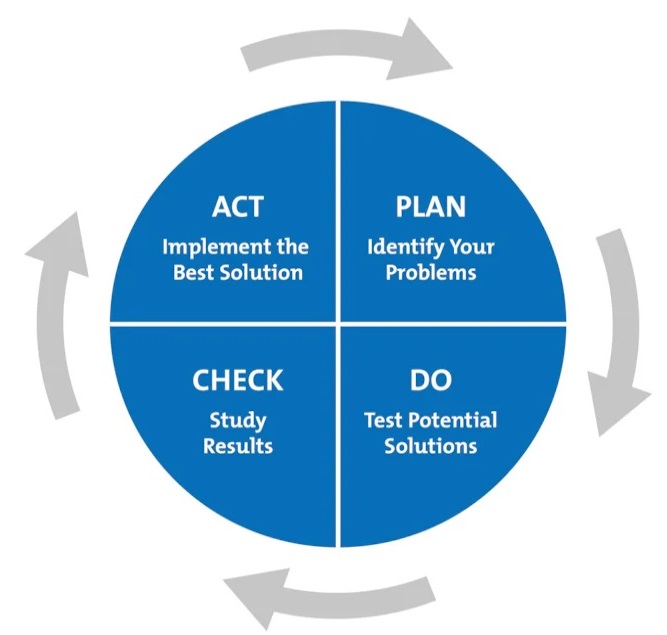 ACT
Implement the
Best Solution
PLAN
Identify Your
Problems
CHECK
Study
Results
DO
Test Potential
Solutions